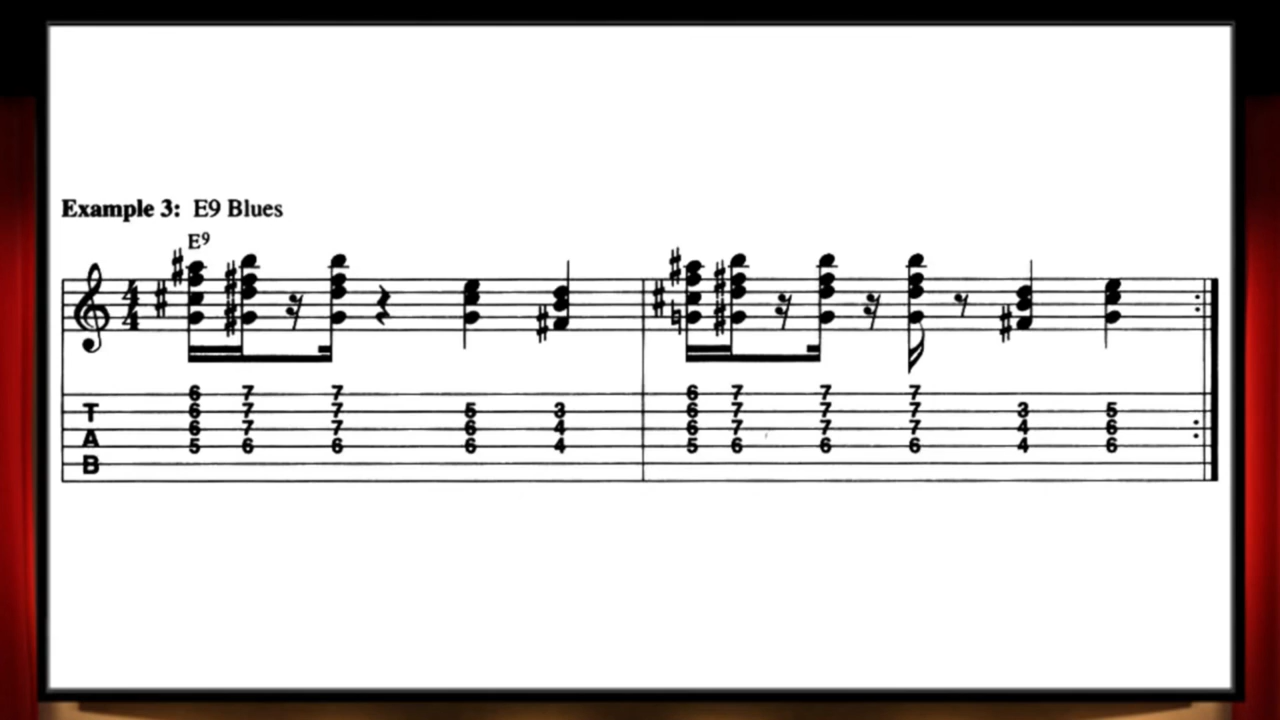 Example 3: E9 Blues
E9
4
4
6 7 7 6 7 7 7
T 6 7 7 5 3 6 7 7 7 3 5
A 6 7 7 6 4 6 7 7 7 4 6
5 6 6 6 4 5 6 6 6 4 6
B